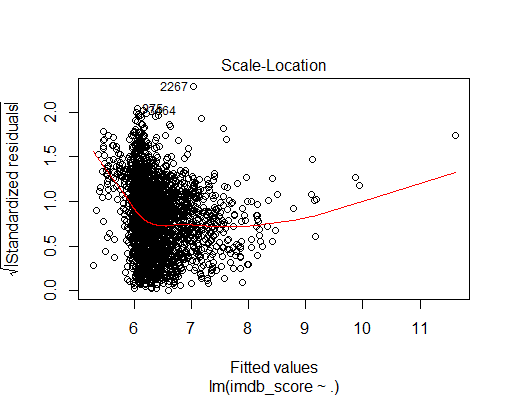 Scale-Location
2267
√|Standardized residuals|
2.0
1.5
1.0
0.5
0.0
6 7 8 9 10 11
Fitted values
lm(imdb_score ~ .)